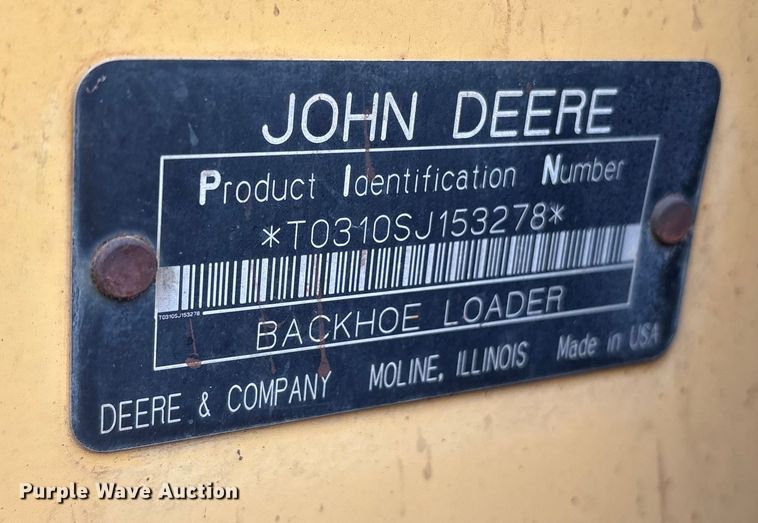 JOHN DEERE
Product Identification Number
*T0310SJ153278*
T0310SJ153278
BACKHOE LOADER
DEERE & COMPANY MOLINE, ILLINOIS Made in USA
Purple Wave Auction